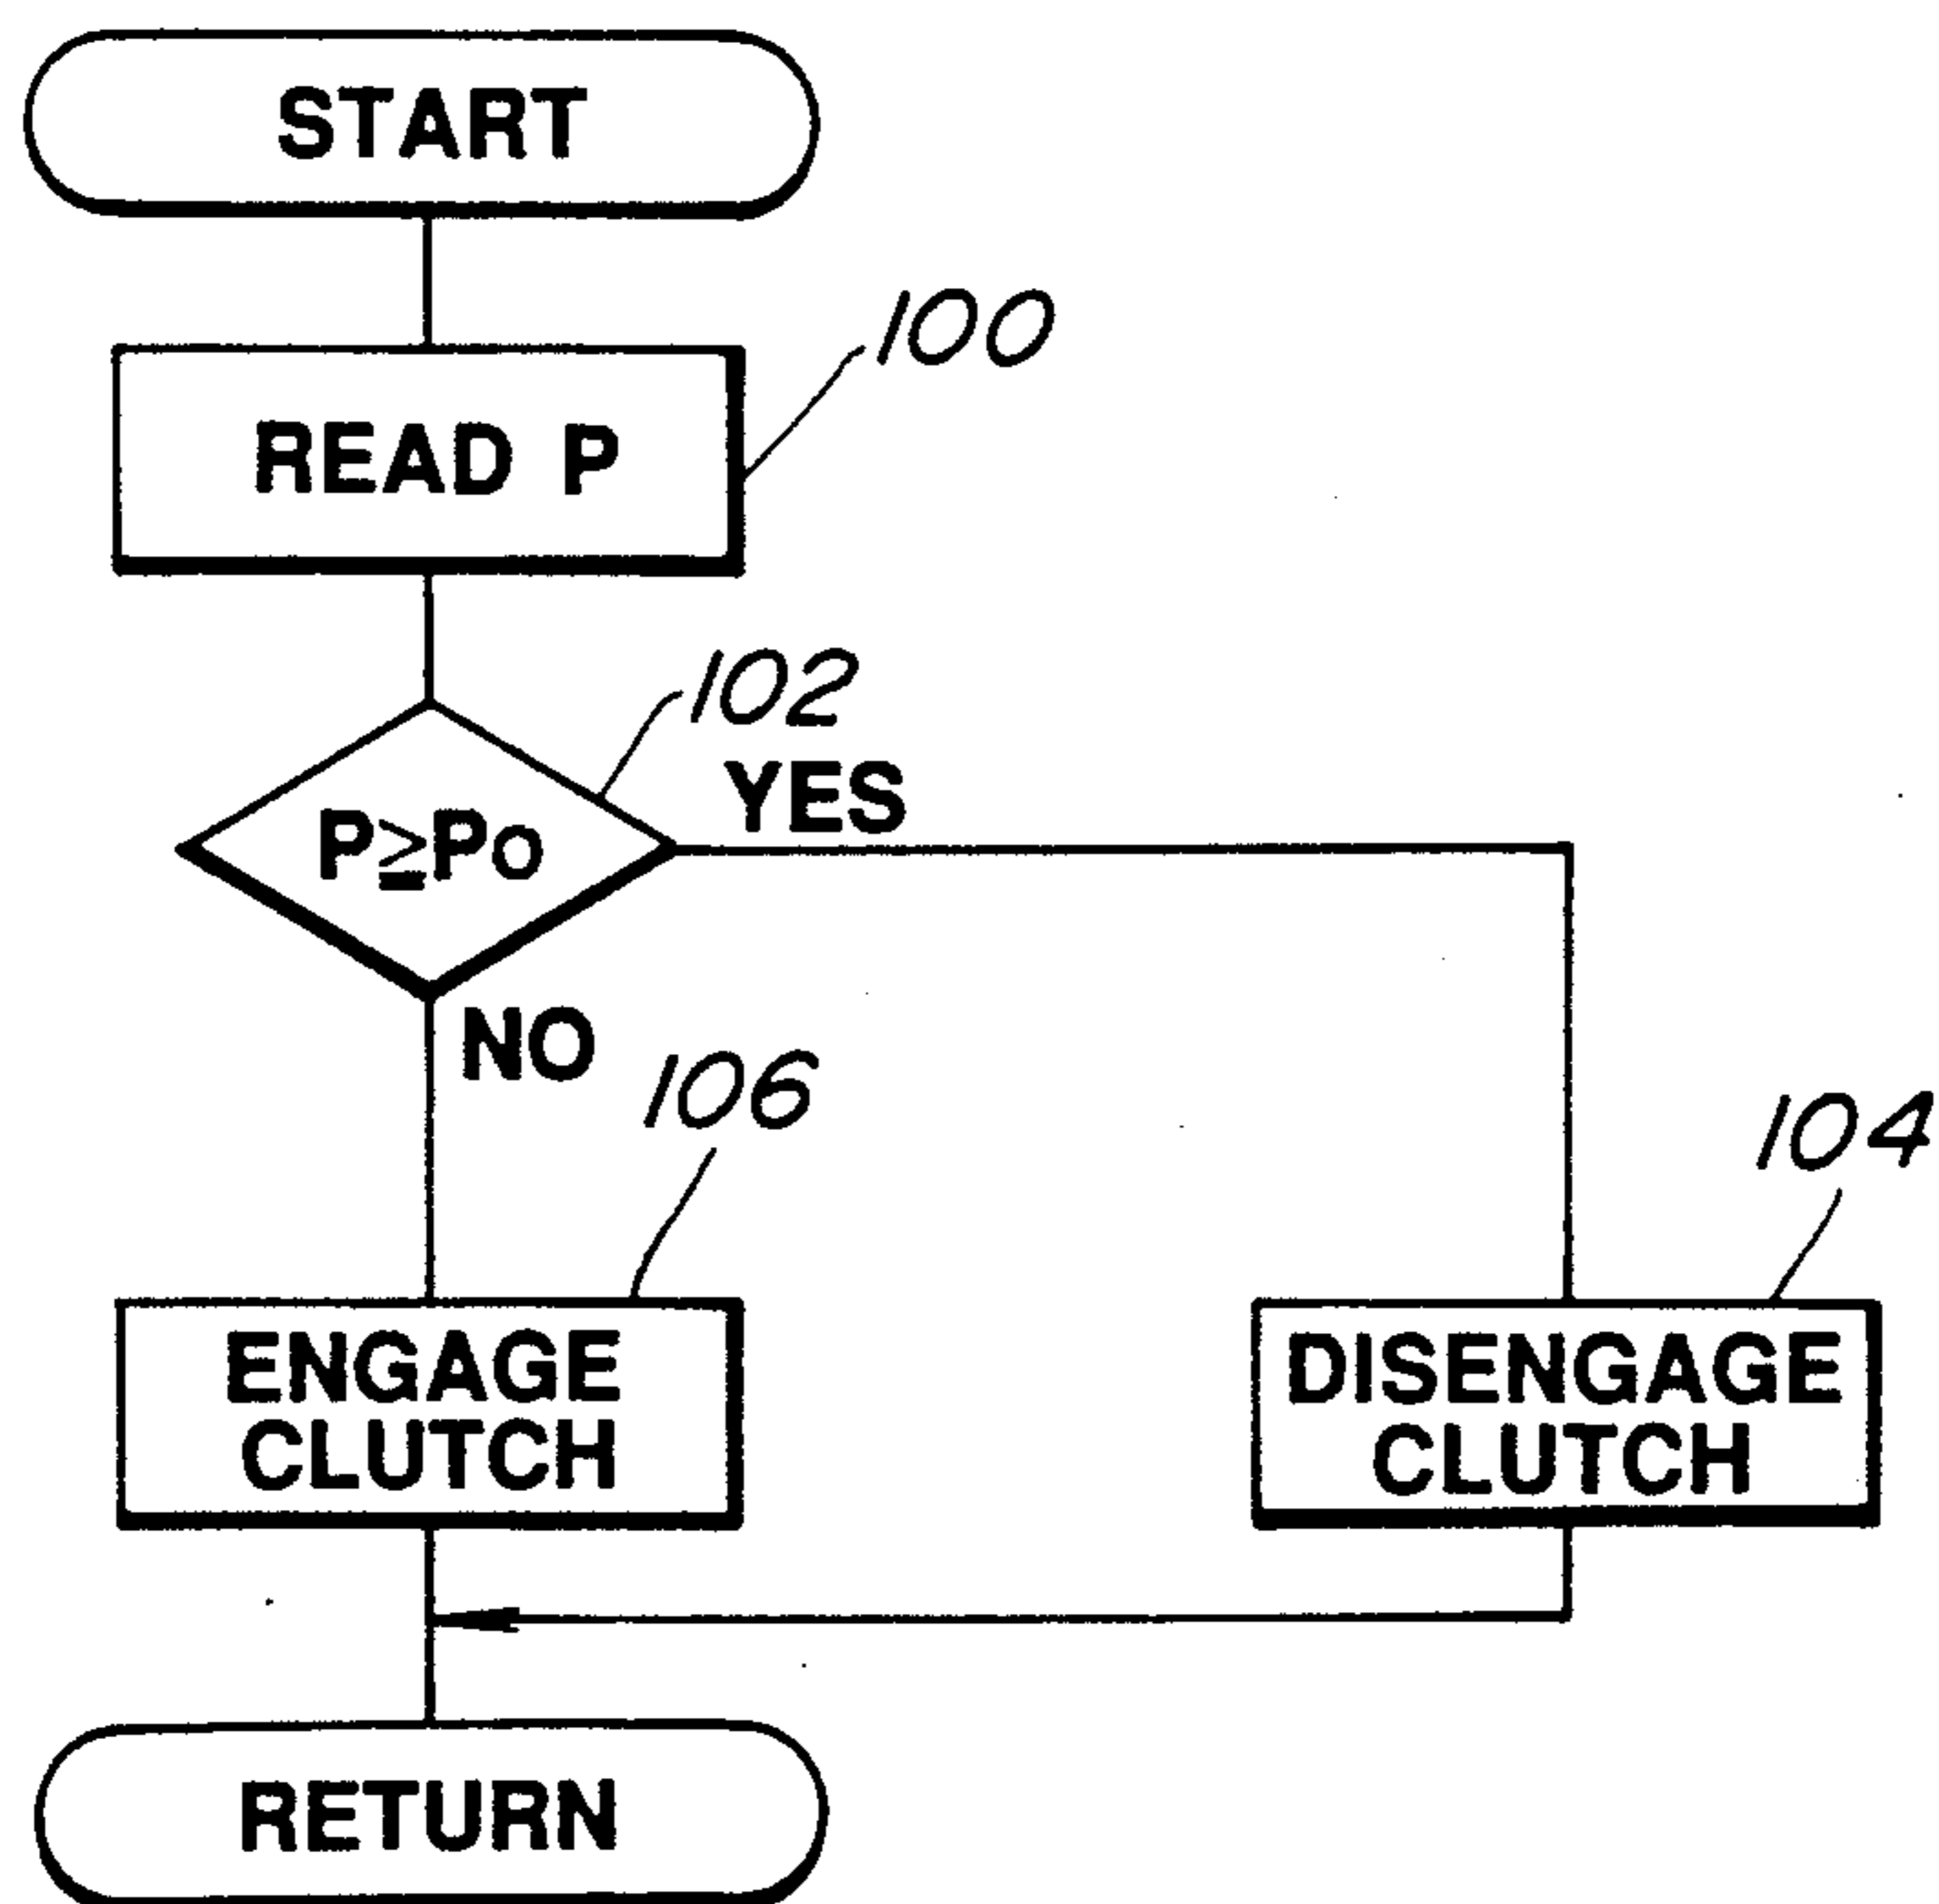 START
100
READ P
102
YES
P≧Po
NO
106
104
ENGAGE
CLUTCH
DISENGAGE
CLUTCH
RETURN